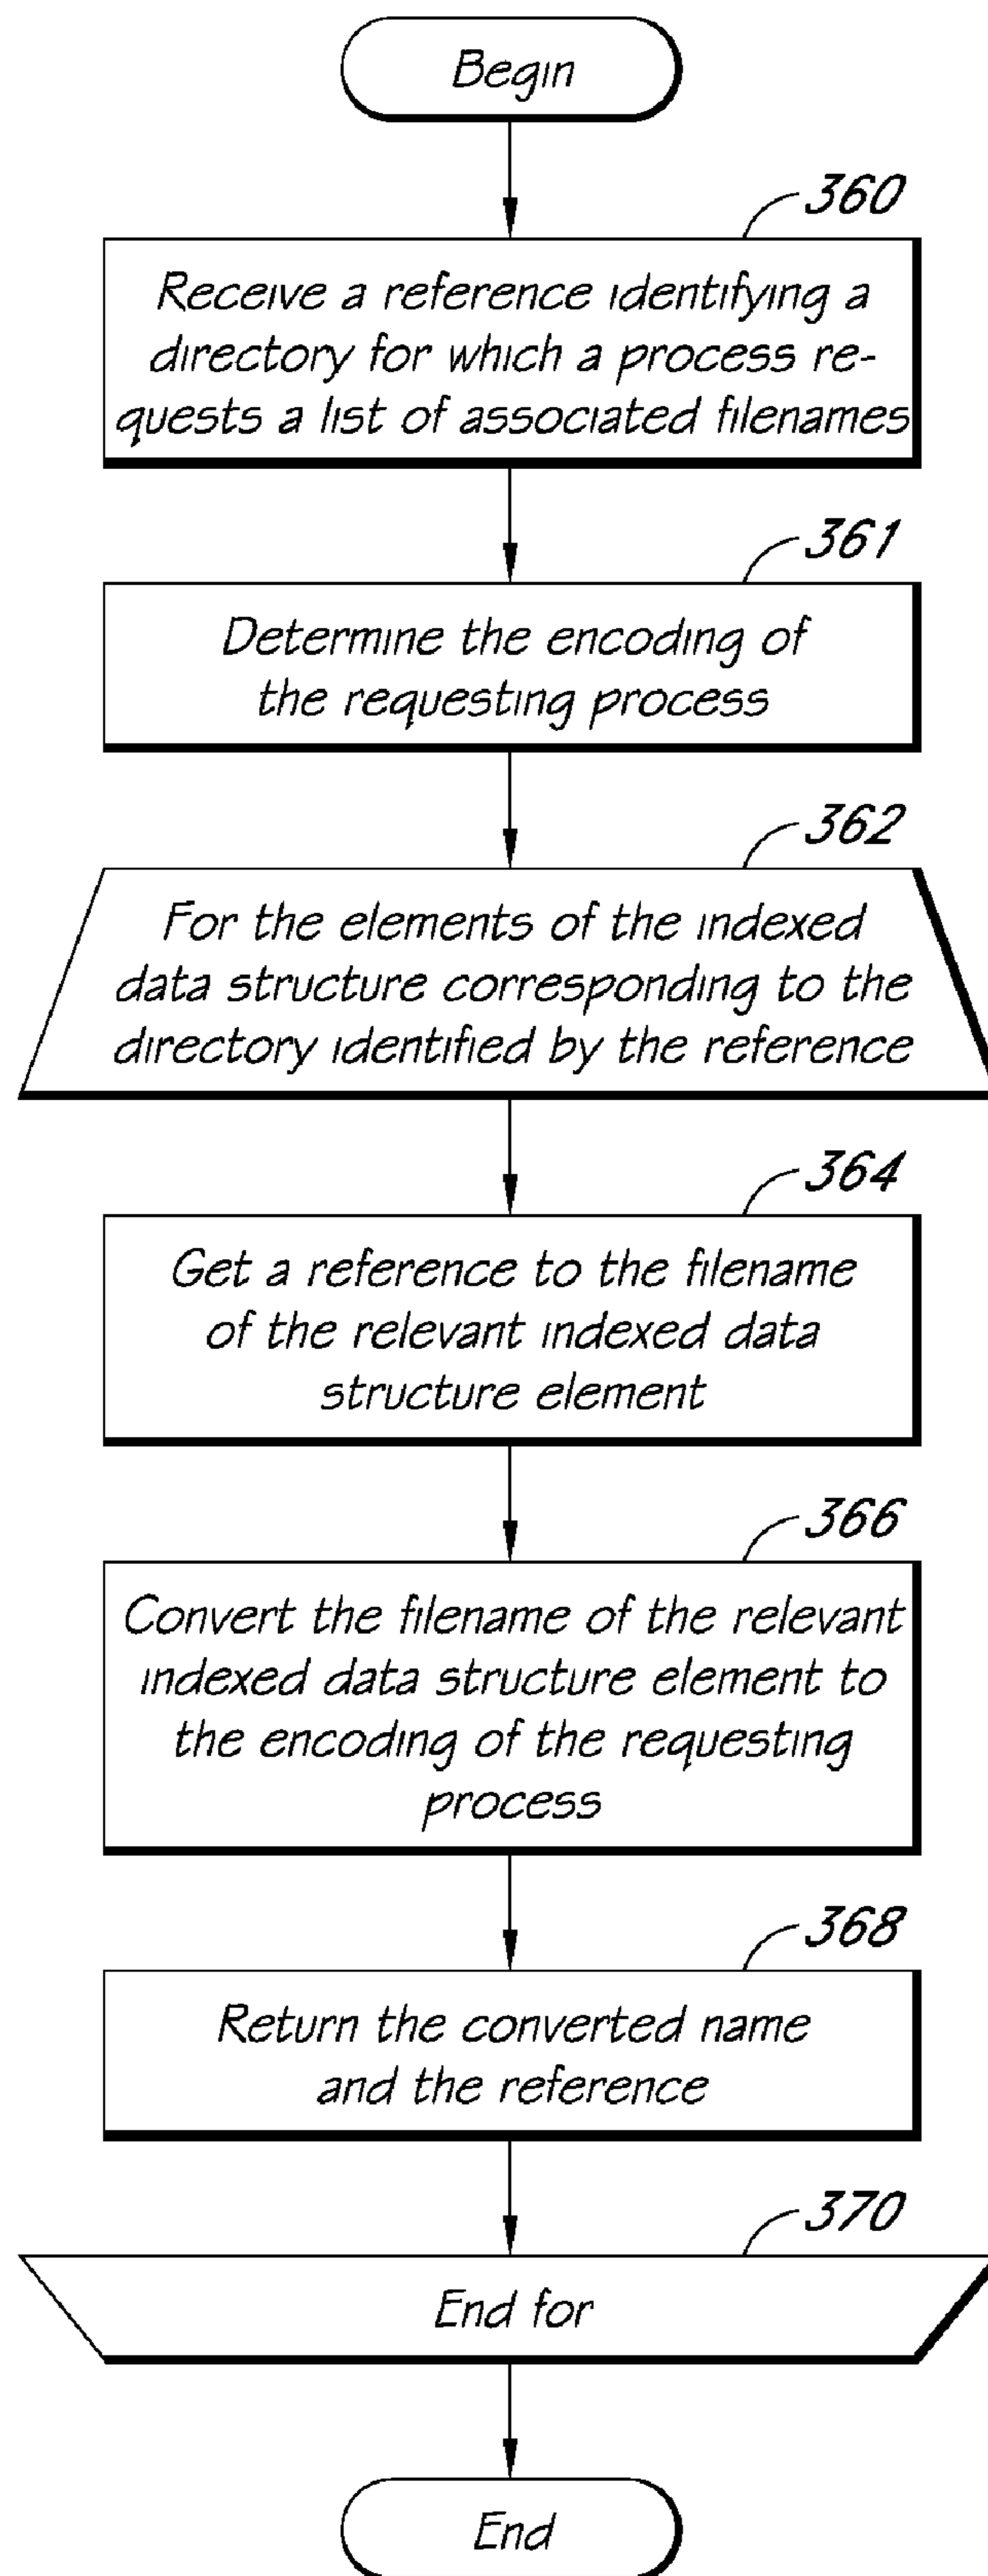 Begin
360
Receive a reference identifying a
directory for which a process re-
quests a list of associated filenames
361
Determine the encoding of
the requesting process
362
For the elements of the indexed
data structure corresponding to the
directory identified by the reference
364
Get a reference to the filename
of the relevant indexed data
structure element
366
Convert the filename of the relevant
indexed data structure element to
the encoding of the requesting
process
368
Return the converted name
and the reference
370
End for
End